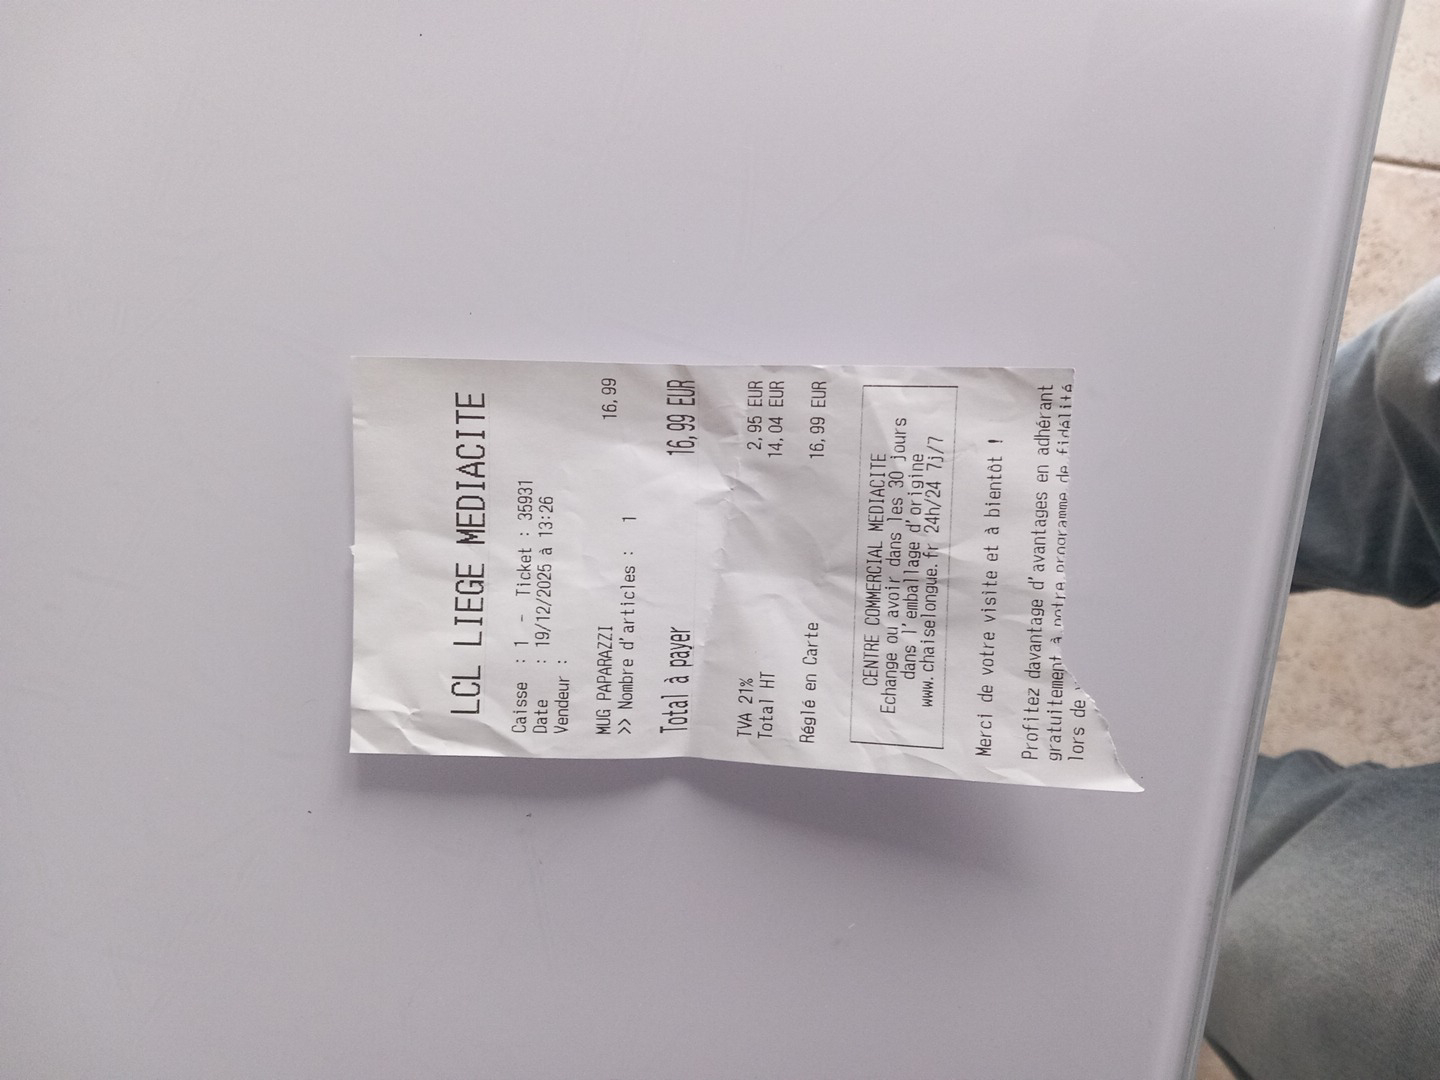 LCL LIEGE MEDIACITE
Caisse : 1 - Ticket : 35931
Date : 19/12/2025 à 13:26
Vendeur :
MUG PAPARAZZI 16,99
>> Nombre d'articles : 1
Total à payer 16,99 EUR
TVA 21% 2,95 EUR
Total HT 14,04 EUR
Réglé en Carte 16,99 EUR
CENTRE COMMERCIAL MEDIACITE
Echange ou avoir dans les 30 jours
dans l'emballage d'origine
www.chaiselongue.fr 24h/24 7j/7
Merci de votre visite et à bientôt !
Profitez davantage d'avantages en adhérant
gratuitement à notre programme de fidélité
lors de